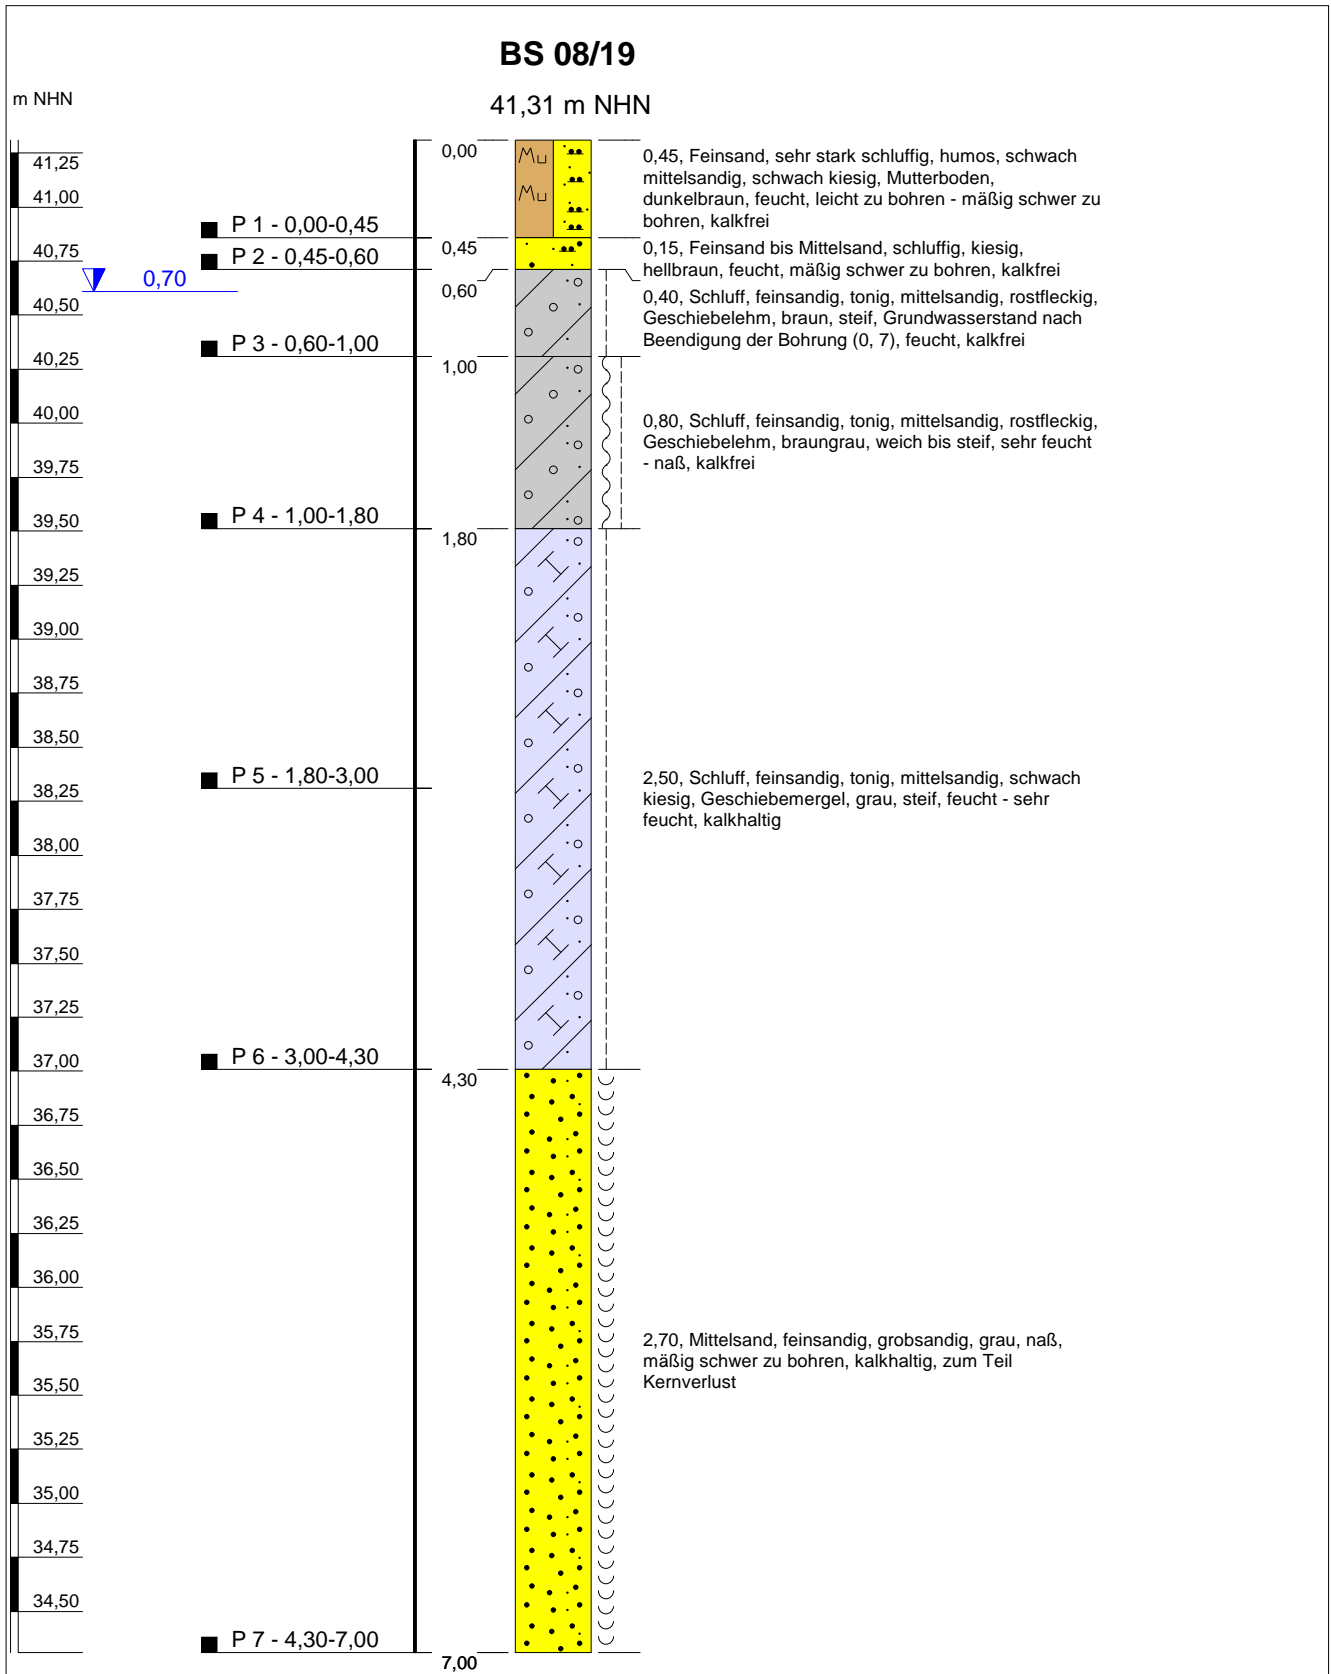 BS 08/19
m NHN
41,31 m NHN
41,25
41,00
40,75
40,50
40,25
40,00
39,75
39,50
39,25
39,00
38,75
38,50
38,25
38,00
37,75
37,50
37,25
37,00
36,75
36,50
36,25
36,00
35,75
35,50
35,25
35,00
34,75
34,50
0,70
P 1 - 0,00-0,45
P 2 - 0,45-0,60
P 3 - 0,60-1,00
P 4 - 1,00-1,80
P 5 - 1,80-3,00
P 6 - 3,00-4,30
P 7 - 4,30-7,00
0,00
0,45
0,60
1,00
1,80
4,30
7,00
Mu
Mu
0,45, Feinsand, sehr stark schluffig, humos, schwach
mittelsandig, schwach kiesig, Mutterboden,
dunkelbraun, feucht, leicht zu bohren - mäßig schwer zu
bohren, kalkfrei
0,15, Feinsand bis Mittelsand, schluffig, kiesig,
hellbraun, feucht, mäßig schwer zu bohren, kalkfrei
0,40, Schluff, feinsandig, tonig, mittelsandig, rostfleckig,
Geschiebelehm, braun, steif, Grundwasserstand nach
Beendigung der Bohrung (0, 7), feucht, kalkfrei
0,80, Schluff, feinsandig, tonig, mittelsandig, rostfleckig,
Geschiebelehm, braungrau, weich bis steif, sehr feucht
- naß, kalkfrei
2,50, Schluff, feinsandig, tonig, mittelsandig, schwach
kiesig, Geschiebemergel, grau, steif, feucht - sehr
feucht, kalkhaltig
2,70, Mittelsand, feinsandig, grobsandig, grau, naß,
mäßig schwer zu bohren, kalkhaltig, zum Teil
Kernverlust